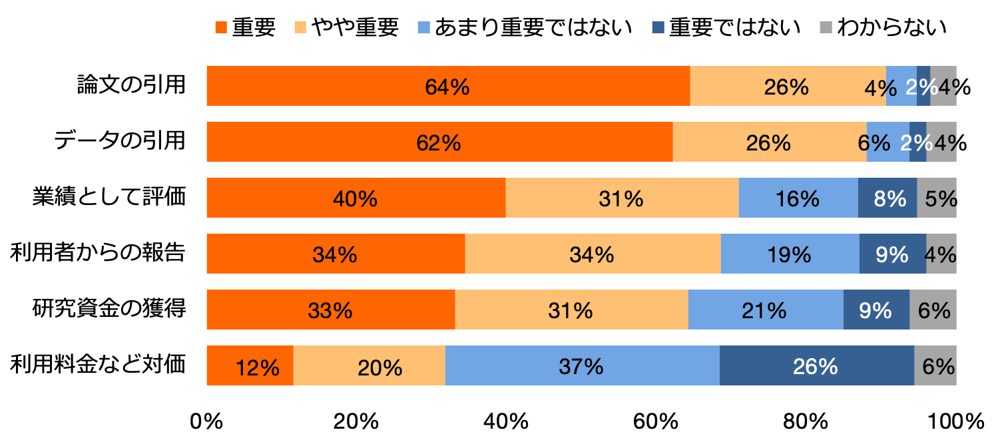 重要 やや重要 あまり重要ではない 重要ではない わからない
論文の引用 64% 26% 4% 2% 4%
データの引用 62% 26% 6% 2% 4%
業績として評価 40% 31% 16% 8% 5%
利用者からの報告 34% 34% 19% 9% 4%
研究資金の獲得 33% 31% 21% 9% 6%
利用料金など対価 12% 20% 37% 26% 6%
0% 20% 40% 60% 80% 100%